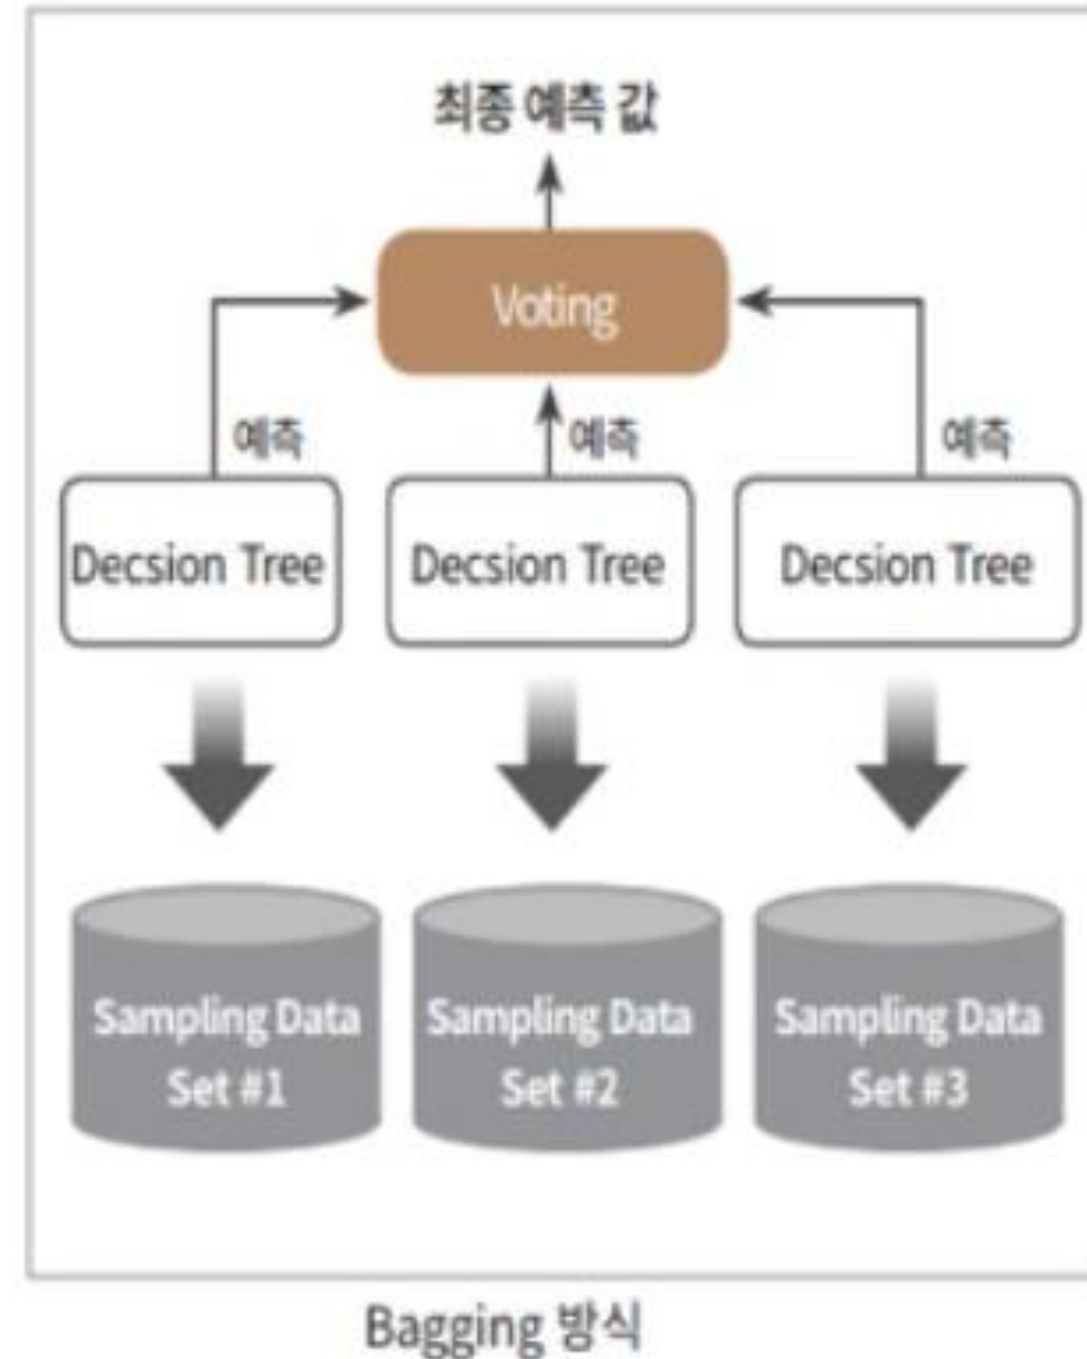 최종 예측 값
Voting
예측 예측 예측
Decsion Tree Decsion Tree Decsion Tree
Sampling Data Set #1
Sampling Data Set #2
Sampling Data Set #3
Bagging 방식